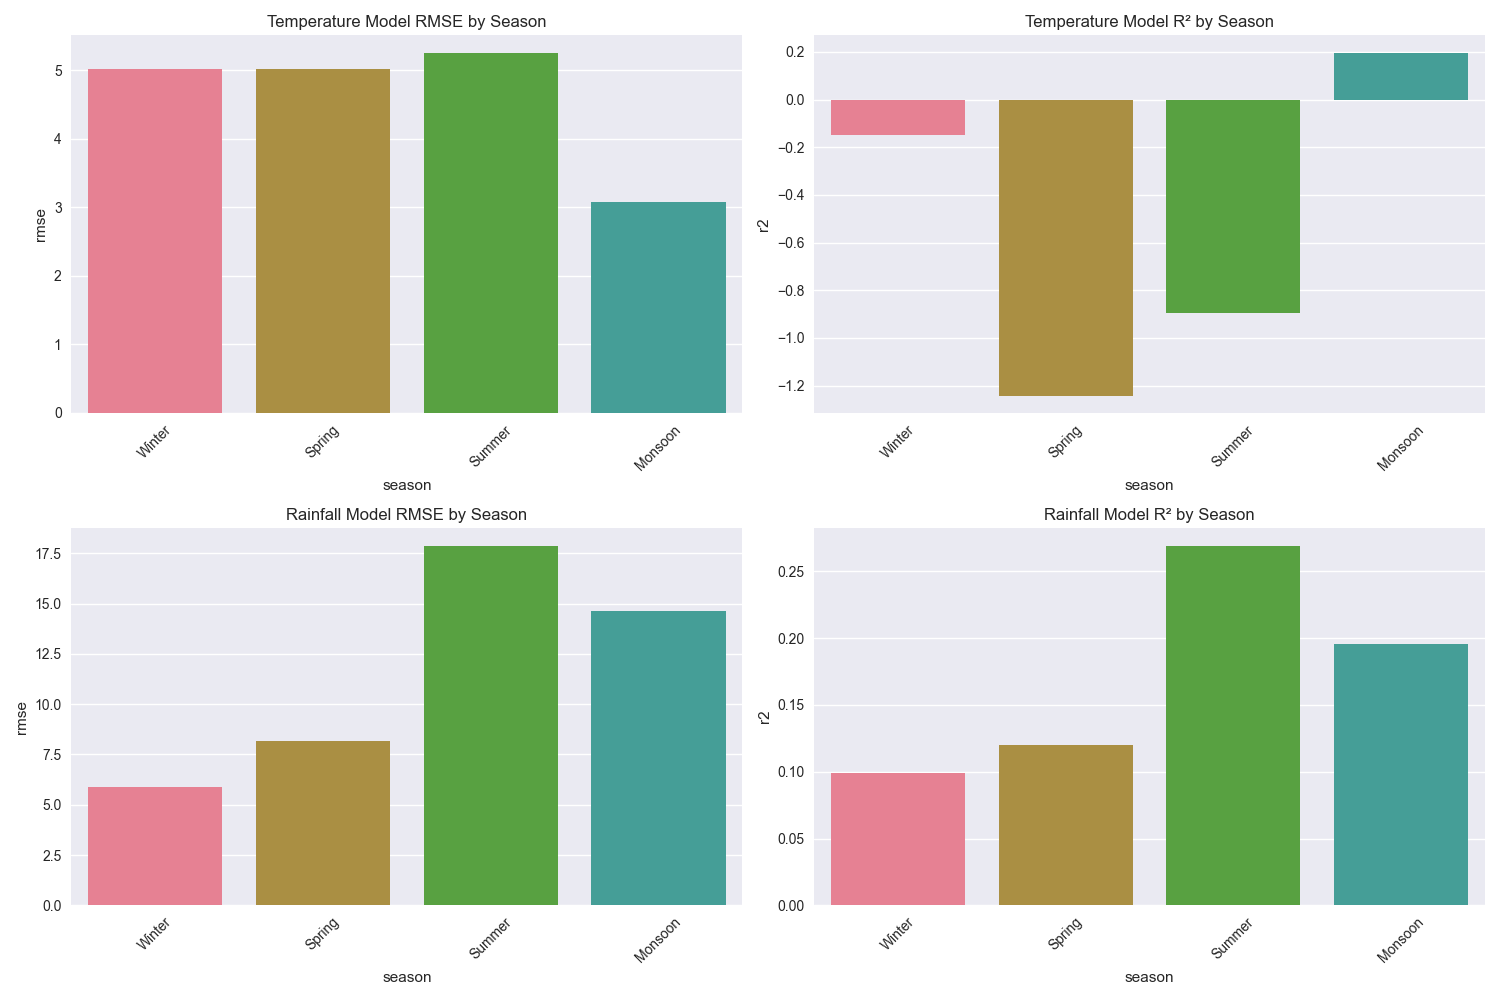 Temperature Model RMSE by Season
5
4
3
2
1
0
rmse
Winter
Spring
Summer
Monsoon
season
Temperature Model R² by Season
0.2
0.0
−0.2
−0.4
−0.6
−0.8
−1.0
−1.2
r2
Winter
Spring
Summer
Monsoon
season
Rainfall Model RMSE by Season
17.5
15.0
12.5
10.0
7.5
5.0
2.5
0.0
rmse
Winter
Spring
Summer
Monsoon
season
Rainfall Model R² by Season
0.25
0.20
0.15
0.10
0.05
0.00
r2
Winter
Spring
Summer
Monsoon
season